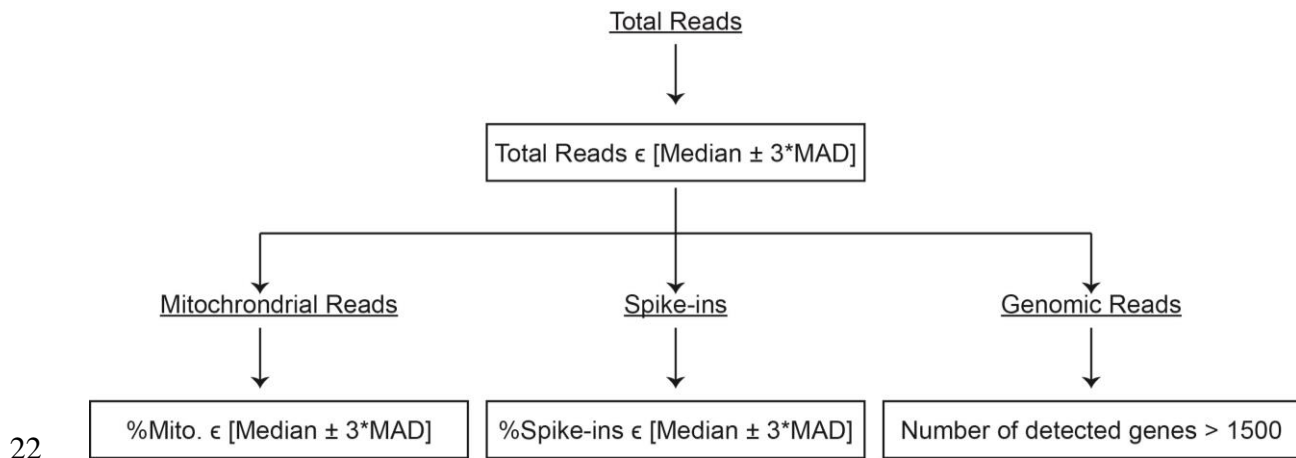 Total Reads
Total Reads ϵ [Median ± 3*MAD]
Mitochrondrial Reads
Spike-ins
Genomic Reads
%Mito. ϵ [Median ± 3*MAD]
%Spike-ins ϵ [Median ± 3*MAD]
Number of detected genes > 1500
22